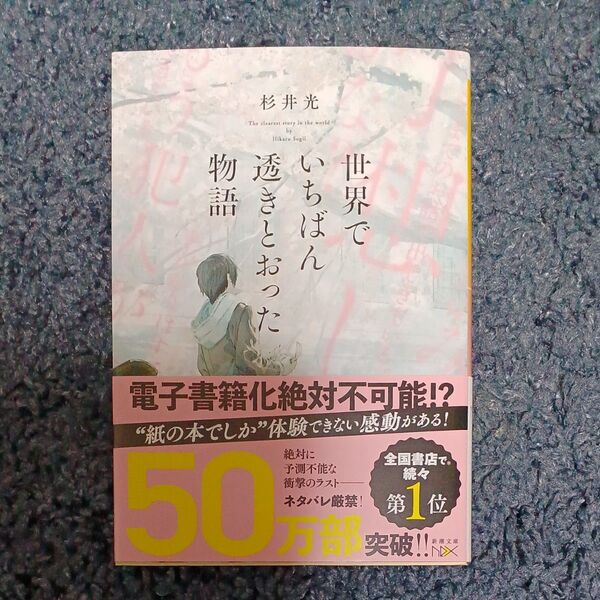 杉井光
The clearest story in the world
by
Hikaru Sugii
世界で
いちばん
透きとおった
物語
電子書籍化絶対不可能!?
“紙の本でしか”体験できない感動がある!
絶対に
予測不能な
衝撃のラスト――
ネタバレ厳禁!
50万部突破!!
全国書店で、
続々
第1位
新潮文庫
NEX